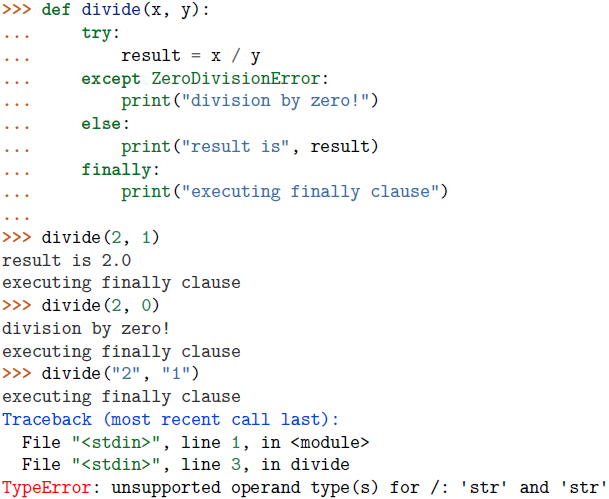 >>> def divide(x, y):
...     try:
...         result = x / y
...     except ZeroDivisionError:
...         print("division by zero!")
...     else:
...         print("result is", result)
...     finally:
...         print("executing finally clause")
...
>>> divide(2, 1)
result is 2.0
executing finally clause
>>> divide(2, 0)
division by zero!
executing finally clause
>>> divide("2", "1")
executing finally clause
Traceback (most recent call last):
  File "<stdin>", line 1, in <module>
  File "<stdin>", line 3, in divide
TypeError: unsupported operand type(s) for /: 'str' and 'str'